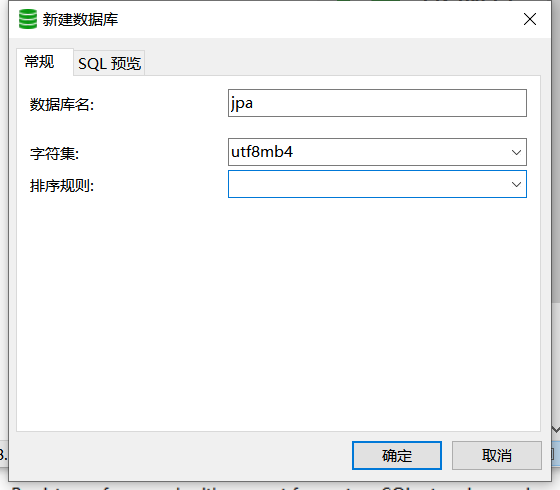 新建数据库
常规
SQL 预览
数据库名:
jpa
字符集:
utf8mb4
排序规则:
确定
取消